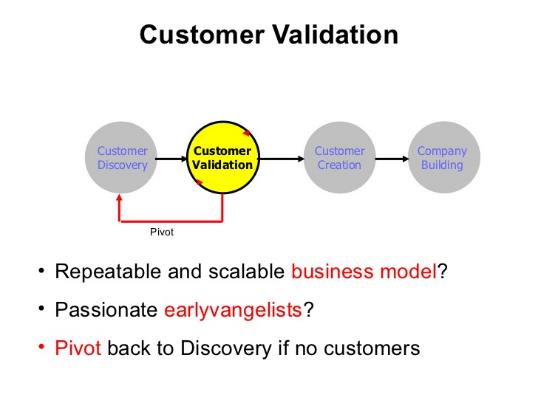 Customer Validation
Customer
Discovery
Customer
Validation
Customer
Creation
Company
Building
Pivot
• Repeatable and scalable business model?
• Passionate earlyvangelists?
• Pivot back to Discovery if no customers